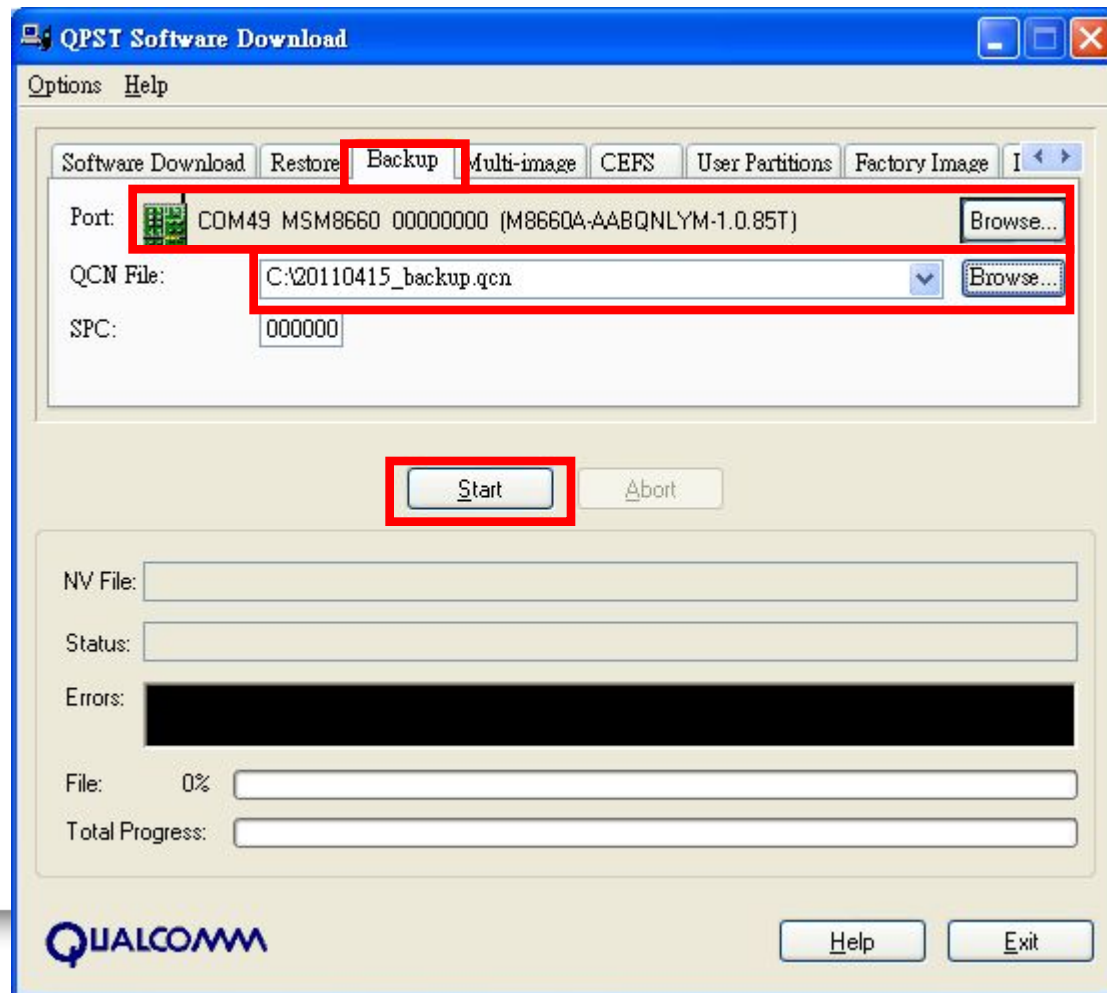 QPST Software Download
Options Help
Software Download Restore Backup Multi-image CEFS User Partitions Factory Image
Port: COM49 MSM8660 00000000 (M8660A-AABQNLYM-1.0.85T) Browse...
QCN File: C:\20110415_backup.qcn Browse...
SPC: 000000
Start Abort
NV File:
Status:
Errors:
File: 0%
Total Progress:
QUALCOMM Help Exit